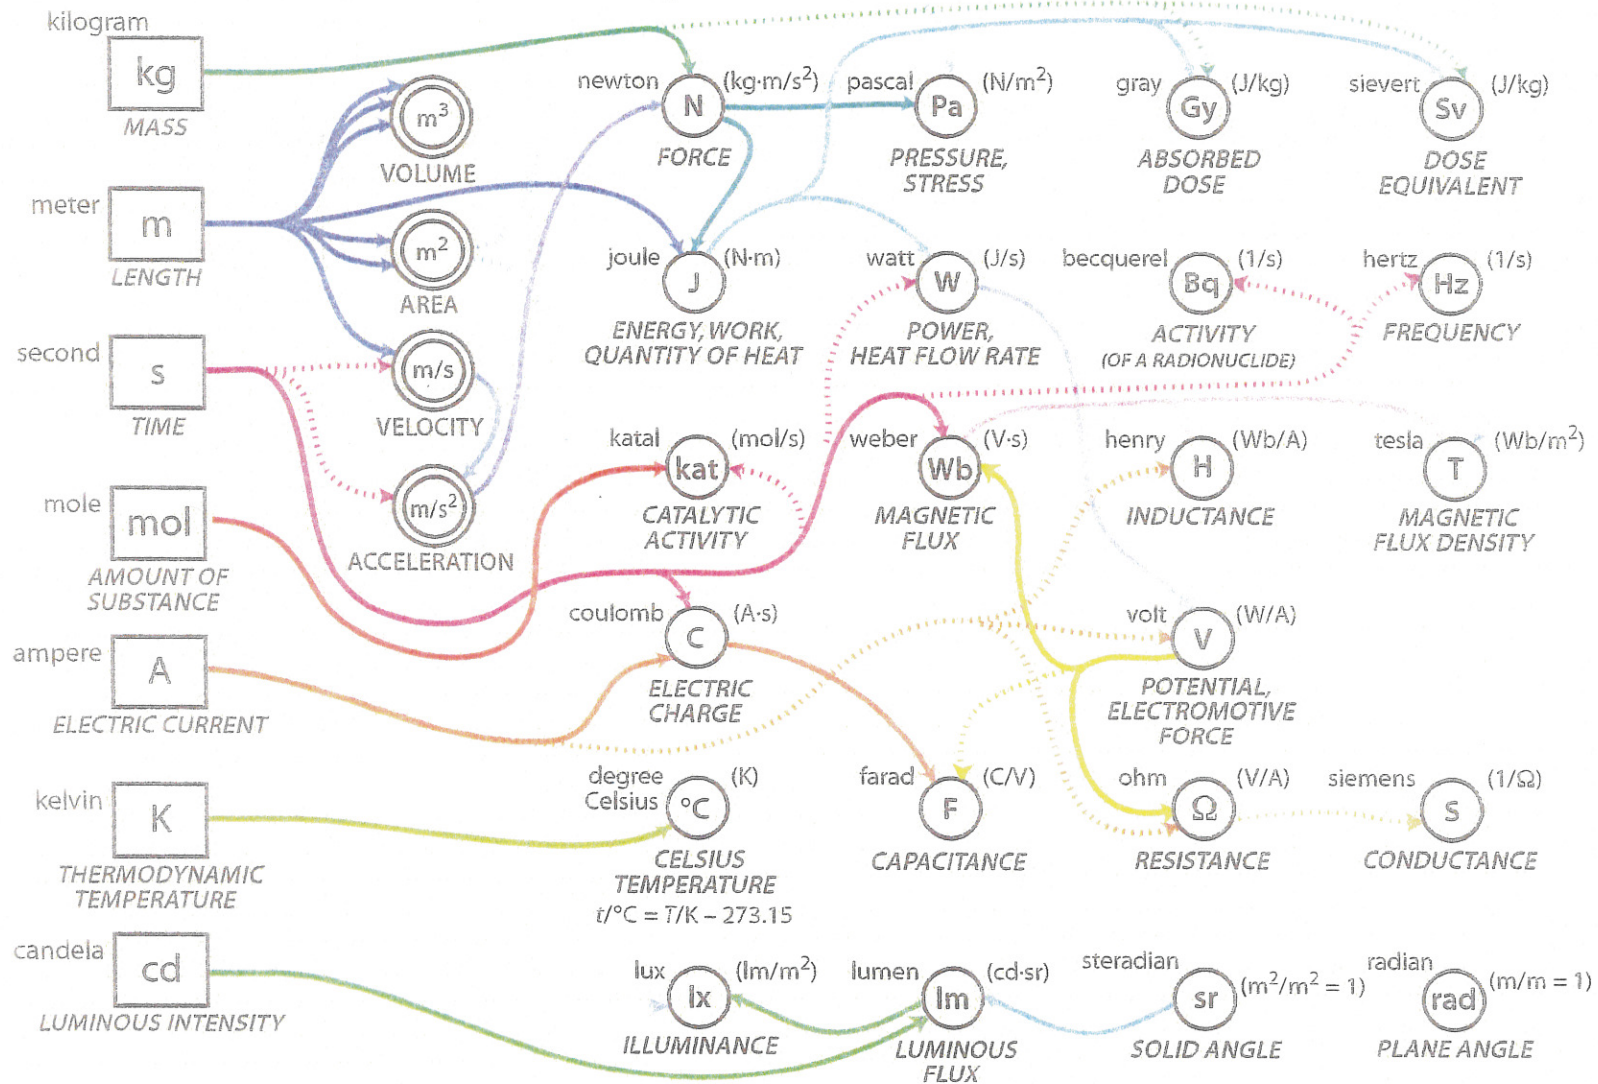 kilogram
kg
MASS
m³
VOLUME
newton
N
(kg·m/s²)
FORCE
pascal
Pa
(N/m²)
PRESSURE,
STRESS
gray
Gy
(J/kg)
ABSORBED
DOSE
sievert
Sv
(J/kg)
DOSE
EQUIVALENT
meter
m
LENGTH
m²
AREA
joule
J
(N·m)
ENERGY, WORK,
QUANTITY OF HEAT
watt
W
(J/s)
POWER,
HEAT FLOW RATE
becquerel
Bq
(1/s)
ACTIVITY
(OF A RADIONUCLIDE)
hertz
Hz
(1/s)
FREQUENCY
second
s
TIME
m/s
VELOCITY
katal
kat
(mol/s)
CATALYTIC
ACTIVITY
weber
Wb
(V·s)
MAGNETIC
FLUX
henry
H
(Wb/A)
INDUCTANCE
tesla
T
(Wb/m²)
MAGNETIC
FLUX DENSITY
mole
mol
AMOUNT OF
SUBSTANCE
m/s²
ACCELERATION
coulomb
C
(A·s)
ELECTRIC
CHARGE
volt
V
(W/A)
POTENTIAL,
ELECTROMOTIVE
FORCE
ampere
A
ELECTRIC CURRENT
kelvin
K
THERMODYNAMIC
TEMPERATURE
degree
Celsius
°C
(K)
CELSIUS
TEMPERATURE
t/°C = T/K – 273.15
farad
F
(C/V)
CAPACITANCE
ohm
Ω
(V/A)
RESISTANCE
siemens
S
(1/Ω)
CONDUCTANCE
candela
cd
LUMINOUS INTENSITY
lux
lx
(lm/m²)
ILLUMINANCE
lumen
lm
(cd·sr)
LUMINOUS
FLUX
steradian
sr
(m²/m² = 1)
SOLID ANGLE
radian
rad
(m/m = 1)
PLANE ANGLE